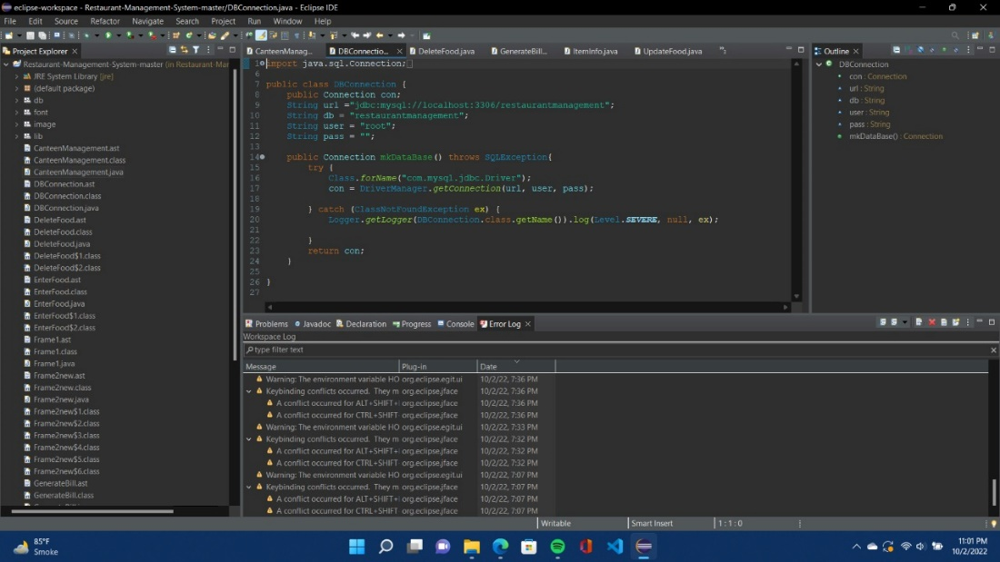 eclipse-workspace - Restaurant-Management-System-master/DBConnection.java - Eclipse IDE
File Edit Source Refactor Navigate Search Project Run Window Help
Project Explorer
Restaurant-Management-System-master (in Restaurant-Mar
JRE System Library [jre]
(default package)
db
font
image
lib
CanteenManagement.ast
CanteenManagement.class
CanteenManagement.java
DBConnection.ast
DBConnection.class
DBConnection.java
DeleteFood.ast
DeleteFood.class
DeleteFood.java
DeleteFood$1.class
DeleteFood$2.class
EnterFood.ast
EnterFood.class
EnterFood.java
EnterFood$1.class
EnterFood$2.class
Frame1.ast
Frame1.class
Frame1.java
Frame2new.ast
Frame2new.class
Frame2new.java
Frame2new$1.class
Frame2new$2.class
Frame2new$3.class
Frame2new$4.class
Frame2new$5.class
Frame2new$6.class
GenerateBill.ast
GenerateBill.class
CanteenManag... DBConnectio... DeleteFood.java GenerateBill... ItemInfo.java UpdateFood.java
1 import java.sql.Connection;
6
7 public class DBConnection {
8 public Connection con;
9 String url ="jdbc:mysql://localhost:3306/restaurantmanagement";
10 String db = "restaurantmanagement";
11 String user = "root";
12 String pass = "";
13
14 public Connection mkDataBase() throws SQLException{
15 try {
16 Class.forName("com.mysql.jdbc.Driver");
17 con = DriverManager.getConnection(url, user, pass);
18
19 } catch (ClassNotFoundException ex) {
20 Logger.getLogger(DBConnection.class.getName()).log(Level.SEVERE, null, ex);
21
22 }
23 return con;
24 }
25
26 }
27
Outline
DBConnection
con : Connection
url : String
db : String
user : String
pass : String
mkDataBase() : Connection
Problems Javadoc Declaration Progress Console Error Log
Workspace Log
type filter text
Message Plug-in Date
Warning: The environment variable HO org.eclipse.egit.ui 10/2/22, 7:36 PM
Keybinding conflicts occurred. They m org.eclipse.jface 10/2/22, 7:36 PM
A conflict occurred for ALT+SHIFT+ org.eclipse.jface 10/2/22, 7:36 PM
A conflict occurred for CTRL+SHIFT org.eclipse.jface 10/2/22, 7:36 PM
Warning: The environment variable HO org.eclipse.egit.ui 10/2/22, 7:33 PM
Keybinding conflicts occurred. They m org.eclipse.jface 10/2/22, 7:32 PM
A conflict occurred for ALT+SHIFT+ org.eclipse.jface 10/2/22, 7:32 PM
A conflict occurred for CTRL+SHIFT org.eclipse.jface 10/2/22, 7:32 PM
Warning: The environment variable HO org.eclipse.egit.ui 10/2/22, 7:07 PM
Keybinding conflicts occurred. They m org.eclipse.jface 10/2/22, 7:07 PM
A conflict occurred for ALT+SHIFT+ org.eclipse.jface 10/2/22, 7:07 PM
A conflict occurred for CTRL+SHIFT org.eclipse.jface 10/2/22, 7:07 PM
Writable Smart Insert 1 : 1 : 0
85°F
Smoke
11:01 PM
10/2/2022